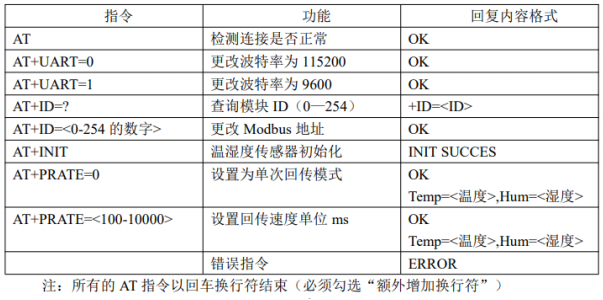 指令 功能 回复内容格式
AT 检测连接是否正常 OK
AT+UART=0 更改波特率为 115200 OK
AT+UART=1 更改波特率为 9600 OK
AT+ID=? 查询模块 ID（0—254） +ID=<ID>
AT+ID=<0-254 的数字> 更改 Modbus 地址 OK
AT+INIT 温湿度传感器初始化 INIT SUCCES
AT+PRATE=0 设置为单次回传模式 OK
Temp=<温度>,Hum=<湿度>
AT+PRATE=<100-10000> 设置回传速度单位 ms OK
Temp=<温度>,Hum=<湿度>
错误指令 ERROR
注：所有的 AT 指令以回车换行符结束（必须勾选“额外增加换行符”）